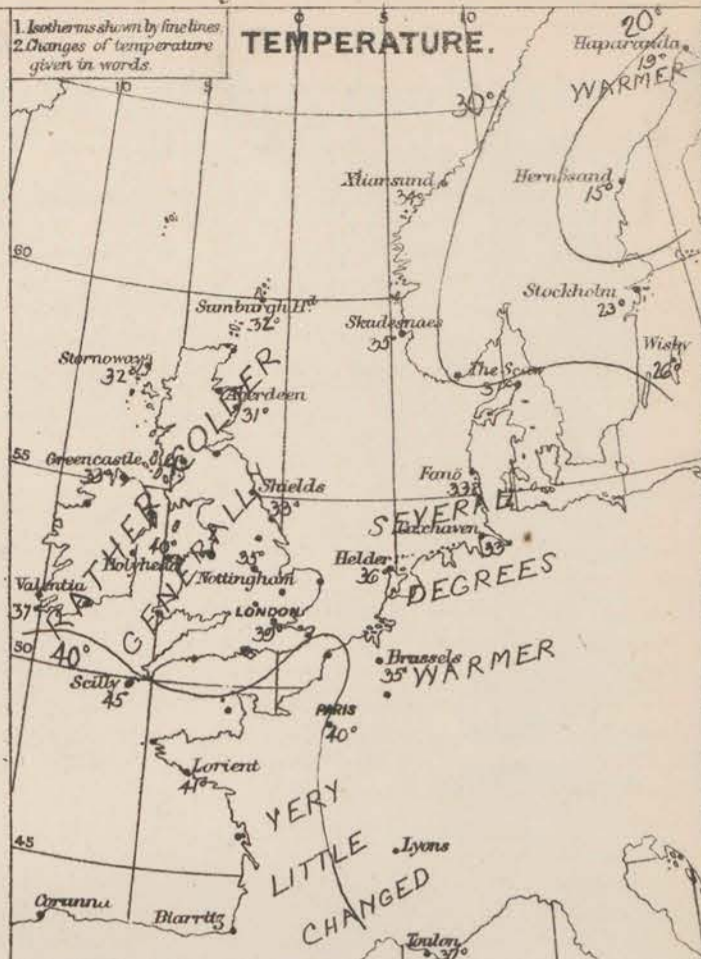 0 5 10
1. Isotherms shown by fine lines.
2. Changes of temperature
given in words.
TEMPERATURE.
20°
Haparanda
19°
WARMER
10 5
30°
Xtiansund
34°
Hernösand
15°
60
Sumburgh Hd.
32°
Stockholm
23°
Skudesnaes
35°
Wisby
26°
Stornoway
32°
The Scaw
Aberdeen
31°
RATHER COLDER
GENERALLY
55
Greencastle
Shields
33°
Fanö
33°
SEVERAL
DEGREES
WARMER
Cuxhaven
33°
40°
Holyhead
35°
Nottingham
Helder
36
Valentia
37°
LONDON
39°
50
40°
Scilly
45°
Brussels
35°
PARIS
40°
Lorient
41°
VERY
LITTLE
CHANGED
45
Lyons
Corunna
Biarritz
Toulon
37°